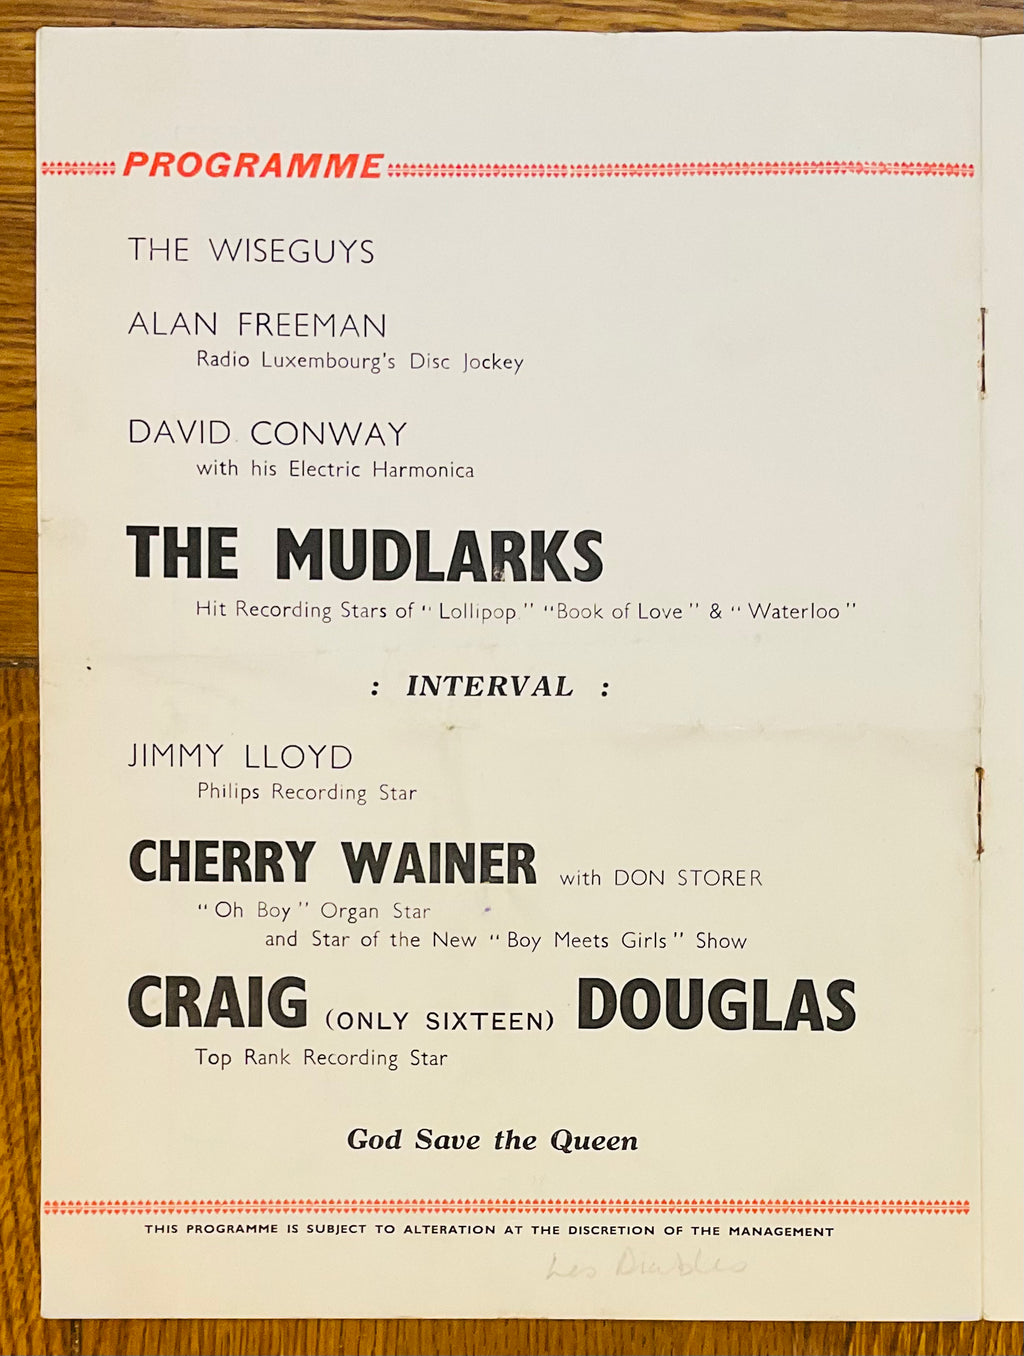 PROGRAMME
THE WISEGUYS
ALAN FREEMAN
Radio Luxembourg's Disc Jockey
DAVID CONWAY
with his Electric Harmonica
THE MUDLARKS
Hit Recording Stars of "Lollipop" "Book of Love" & "Waterloo"
: INTERVAL :
JIMMY LLOYD
Philips Recording Star
CHERRY WAINER with DON STORER
"Oh Boy" Organ Star
and Star of the New "Boy Meets Girls" Show
CRAIG (ONLY SIXTEEN) DOUGLAS
Top Rank Recording Star
God Save the Queen
THIS PROGRAMME IS SUBJECT TO ALTERATION AT THE DISCRETION OF THE MANAGEMENT
Les